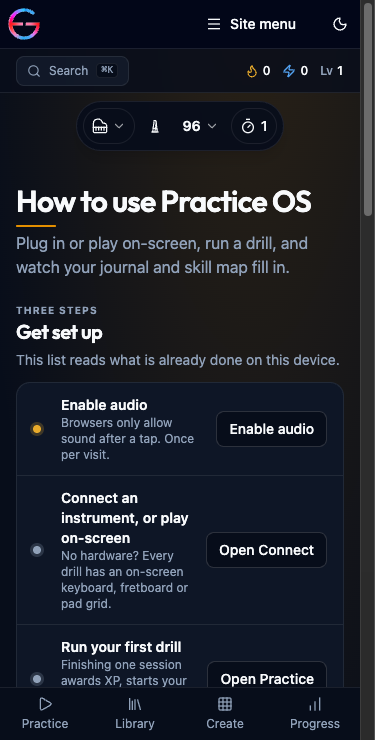 Site menu
Search ⌘K
0 0 Lv 1
96 1
How to use Practice OS
Plug in or play on-screen, run a drill, and
watch your journal and skill map fill in.
THREE STEPS
Get set up
This list reads what is already done on this device.
Enable audio
Browsers only allow
sound after a tap. Once
per visit.
Enable audio
Connect an
instrument, or play
on-screen
No hardware? Every
drill has an on-screen
keyboard, fretboard or
pad grid.
Open Connect
Run your first drill
Finishing one session
awards XP, starts your
Open Practice
Practice Library Create Progress